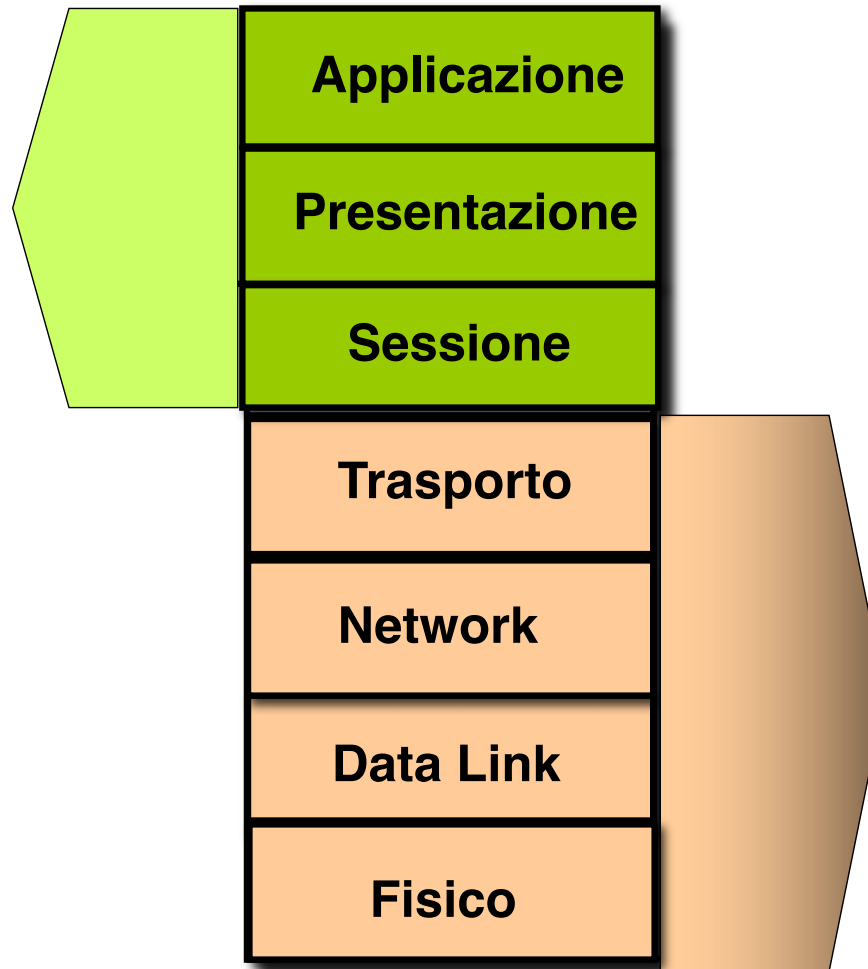 Applicazione
Presentazione
Sessione
Trasporto
Network
Data Link
Fisico